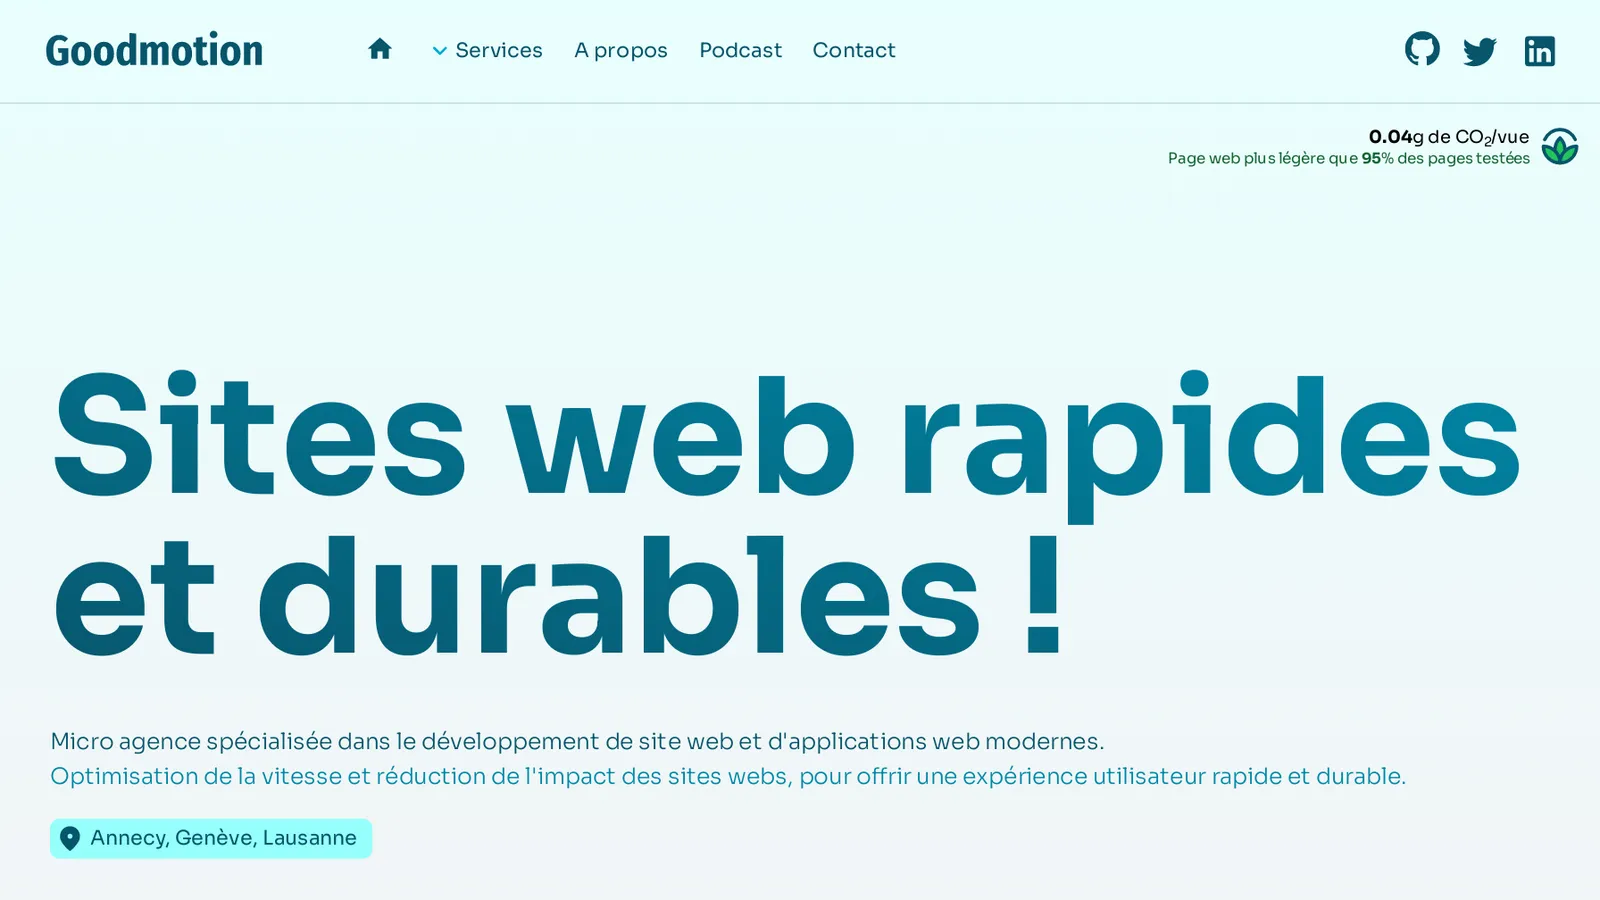 Goodmotion
Services
A propos
Podcast
Contact
0.04g de CO₂/vue
Page web plus légère que 95% des pages testées
Sites web rapides
et durables !
Micro agence spécialisée dans le développement de site web et d'applications web modernes.
Optimisation de la vitesse et réduction de l'impact des sites webs, pour offrir une expérience utilisateur rapide et durable.
Annecy, Genève, Lausanne